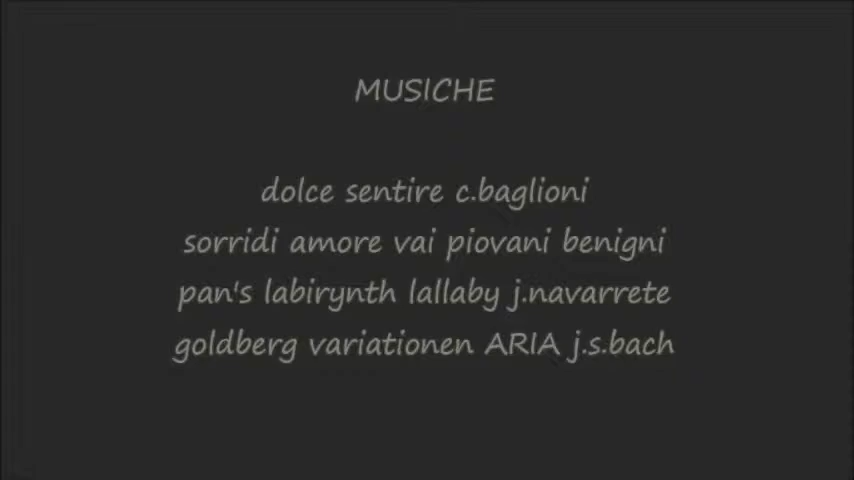 MUSICHE
dolce sentire c.baglioni
sorridi amore vai piovani benigni
pan's labirynth lallaby j.navarrete
goldberg variationen ARIA j.s.bach